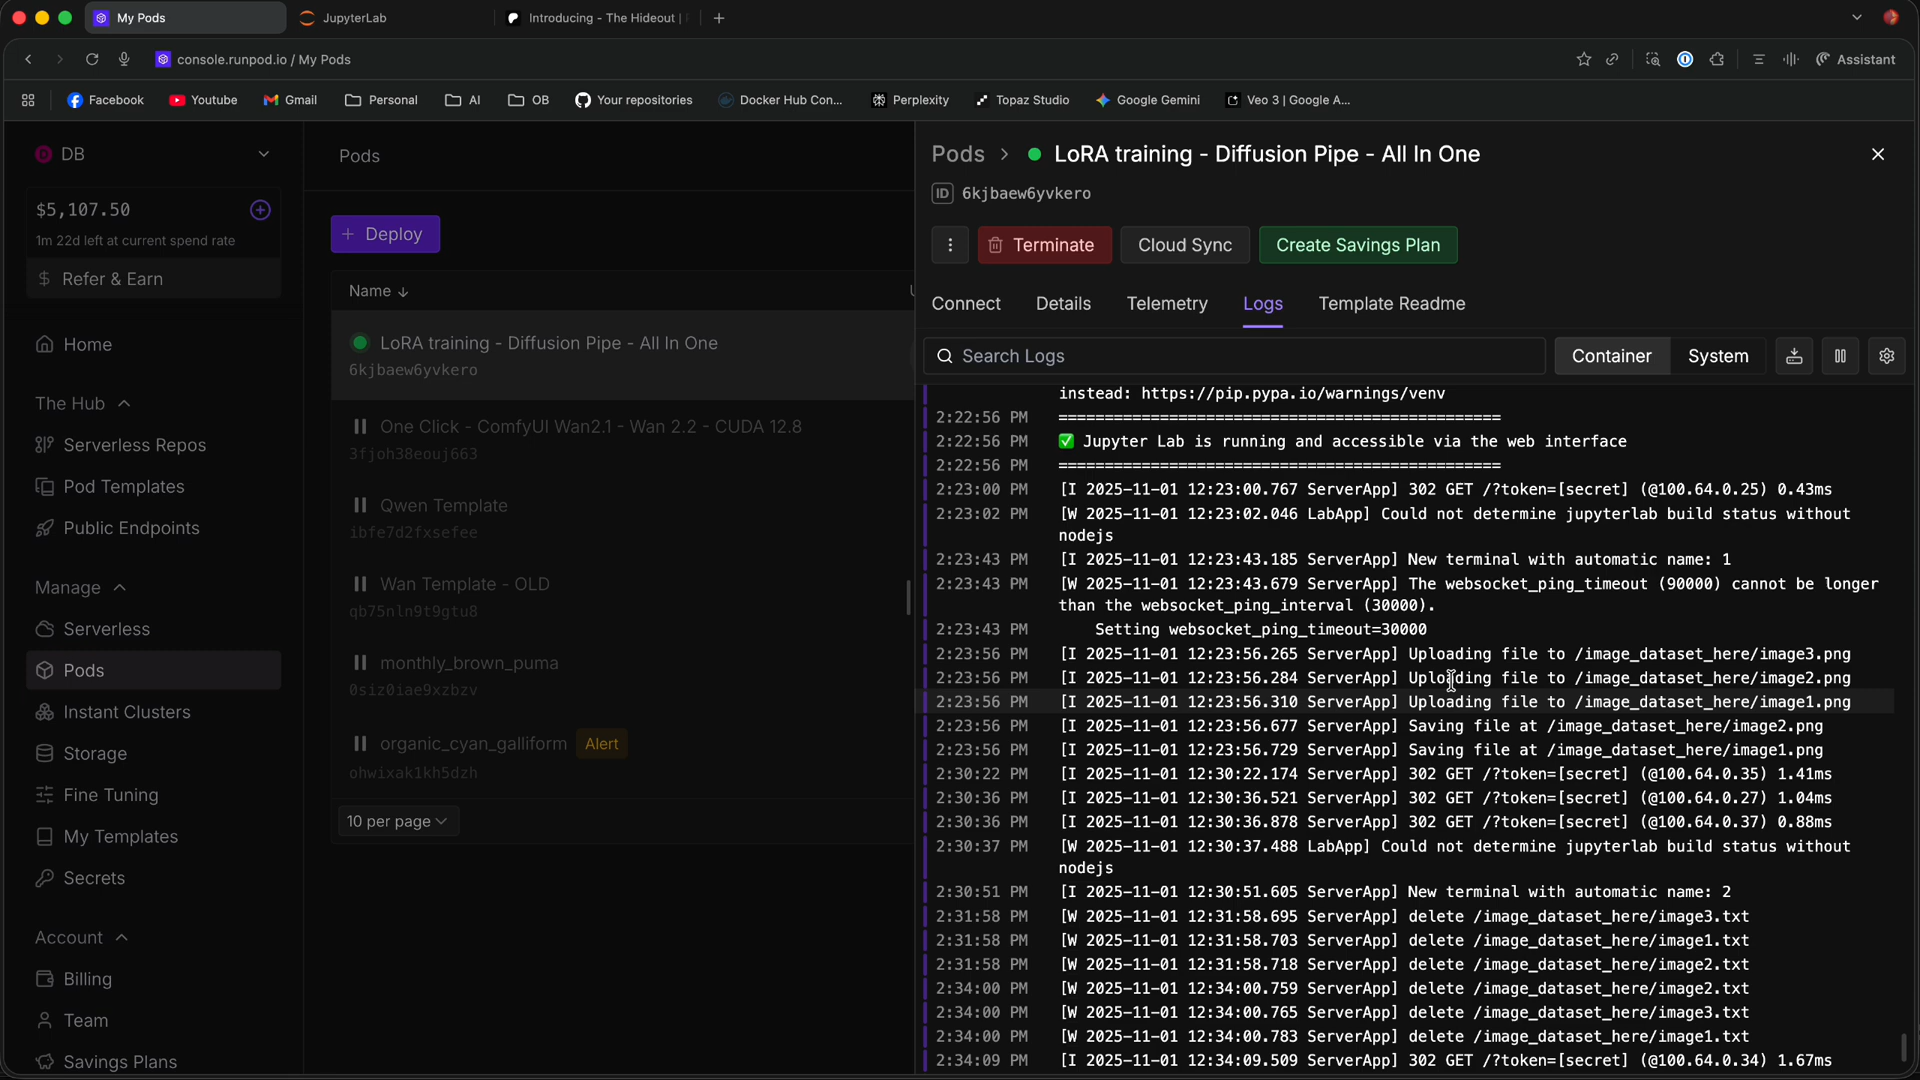 My Pods
JupyterLab
Introducing - The Hideout |
console.runpod.io / My Pods
Assistant
Facebook
Youtube
Gmail
Personal
AI
OB
Your repositories
Docker Hub Con...
Perplexity
Topaz Studio
Google Gemini
Veo 3 | Google A...
DB
$5,107.50
1m 22d left at current spend rate
Refer & Earn
Home
The Hub
Serverless Repos
Pod Templates
Public Endpoints
Manage
Serverless
Pods
Instant Clusters
Storage
Fine Tuning
My Templates
Secrets
Account
Billing
Team
Savings Plans
Pods
+ Deploy
Name ↓
LoRA training - Diffusion Pipe - All In One
6kjbaew6yvkero
One Click - ComfyUI Wan2.1 - Wan 2.2 - CUDA 12.8
3fjoh38eouj663
Qwen Template
ibfe7d2fxsefee
Wan Template - OLD
qb75nln9t9gtu8
monthly_brown_puma
0siz0iae9xzbzv
organic_cyan_galliform Alert
ohwixak1kh5dzh
10 per page
Pods > LoRA training - Diffusion Pipe - All In One
ID 6kjbaew6yvkero
Terminate Cloud Sync Create Savings Plan
Connect Details Telemetry Logs Template Readme
Search Logs Container System
instead: https://pip.pypa.io/warnings/venv
2:22:56 PM ================================================
2:22:56 PM ✅ Jupyter Lab is running and accessible via the web interface
2:22:56 PM ================================================
2:23:00 PM [I 2025-11-01 12:23:00.767 ServerApp] 302 GET /?token=[secret] (@100.64.0.25) 0.43ms
2:23:02 PM [W 2025-11-01 12:23:02.046 LabApp] Could not determine jupyterlab build status without
nodejs
2:23:43 PM [I 2025-11-01 12:23:43.185 ServerApp] New terminal with automatic name: 1
2:23:43 PM [W 2025-11-01 12:23:43.679 ServerApp] The websocket_ping_timeout (90000) cannot be longer
than the websocket_ping_interval (30000).
2:23:43 PM Setting websocket_ping_timeout=30000
2:23:56 PM [I 2025-11-01 12:23:56.265 ServerApp] Uploading file to /image_dataset_here/image3.png
2:23:56 PM [I 2025-11-01 12:23:56.284 ServerApp] Uploading file to /image_dataset_here/image2.png
2:23:56 PM [I 2025-11-01 12:23:56.310 ServerApp] Uploading file to /image_dataset_here/image1.png
2:23:56 PM [I 2025-11-01 12:23:56.677 ServerApp] Saving file at /image_dataset_here/image2.png
2:23:56 PM [I 2025-11-01 12:23:56.729 ServerApp] Saving file at /image_dataset_here/image1.png
2:30:22 PM [I 2025-11-01 12:30:22.174 ServerApp] 302 GET /?token=[secret] (@100.64.0.35) 1.41ms
2:30:36 PM [I 2025-11-01 12:30:36.521 ServerApp] 302 GET /?token=[secret] (@100.64.0.27) 1.04ms
2:30:36 PM [I 2025-11-01 12:30:36.878 ServerApp] 302 GET /?token=[secret] (@100.64.0.37) 0.88ms
2:30:37 PM [W 2025-11-01 12:30:37.488 LabApp] Could not determine jupyterlab build status without
nodejs
2:30:51 PM [I 2025-11-01 12:30:51.605 ServerApp] New terminal with automatic name: 2
2:31:58 PM [W 2025-11-01 12:31:58.695 ServerApp] delete /image_dataset_here/image3.txt
2:31:58 PM [W 2025-11-01 12:31:58.703 ServerApp] delete /image_dataset_here/image1.txt
2:31:58 PM [W 2025-11-01 12:31:58.718 ServerApp] delete /image_dataset_here/image2.txt
2:34:00 PM [W 2025-11-01 12:34:00.759 ServerApp] delete /image_dataset_here/image2.txt
2:34:00 PM [W 2025-11-01 12:34:00.765 ServerApp] delete /image_dataset_here/image3.txt
2:34:00 PM [W 2025-11-01 12:34:00.783 ServerApp] delete /image_dataset_here/image1.txt
2:34:09 PM [I 2025-11-01 12:34:09.509 ServerApp] 302 GET /?token=[secret] (@100.64.0.34) 1.67ms